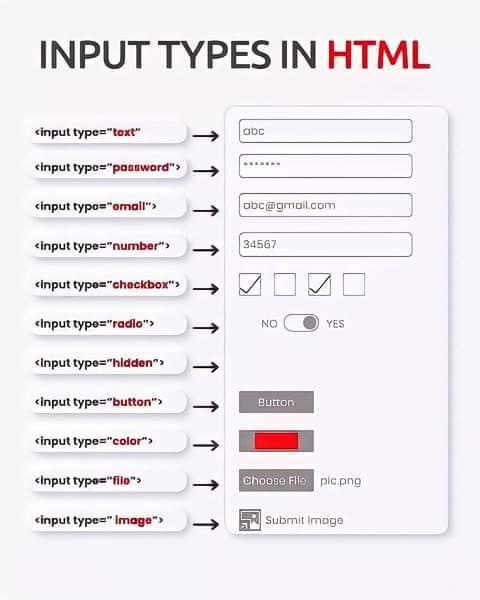 INPUT TYPES IN HTML
<input type="text" abc
<input type="password"> *******
<input type="email"> abc@gmail.com
<input type="number"> 34567
<input type="checkbox">
<input type="radio"> NO YES
<input type="hidden">
<input type="button"> Button
<input type="color">
<input type="file"> Choose File pic.png
<input type=" image"> Submit Image